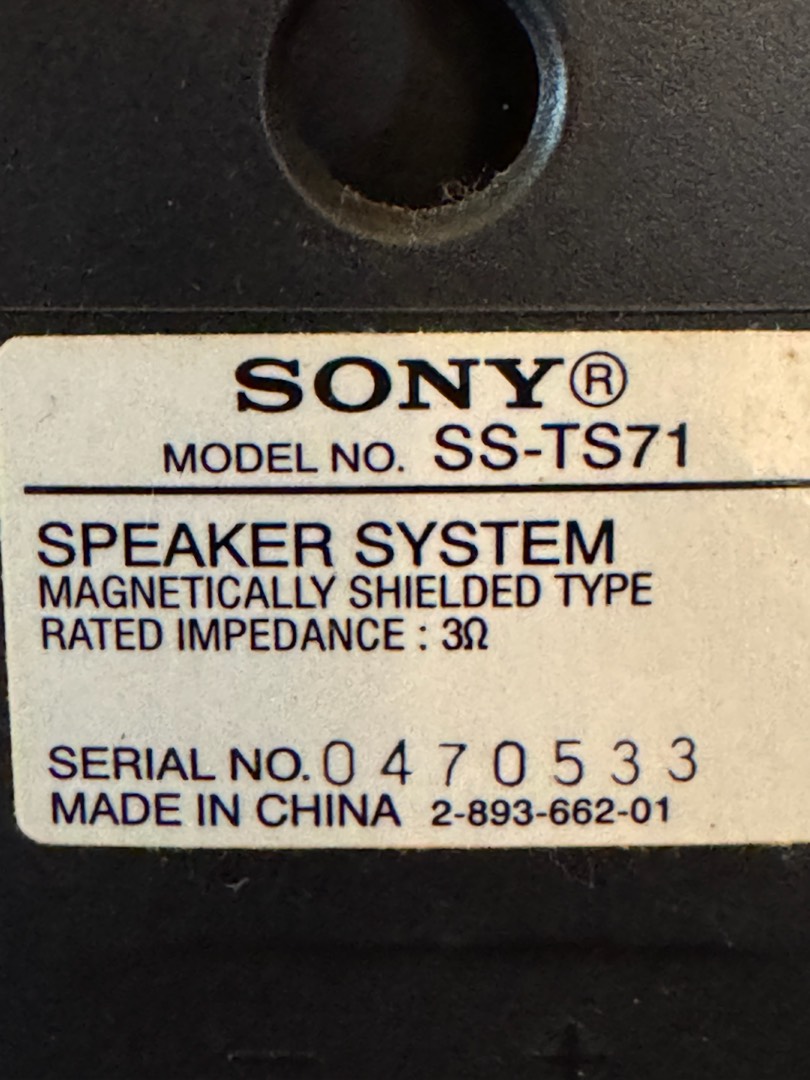 SONY®
MODEL NO. SS-TS71
SPEAKER SYSTEM
MAGNETICALLY SHIELDED TYPE
RATED IMPEDANCE : 3Ω
SERIAL NO. 0470533
MADE IN CHINA 2-893-662-01